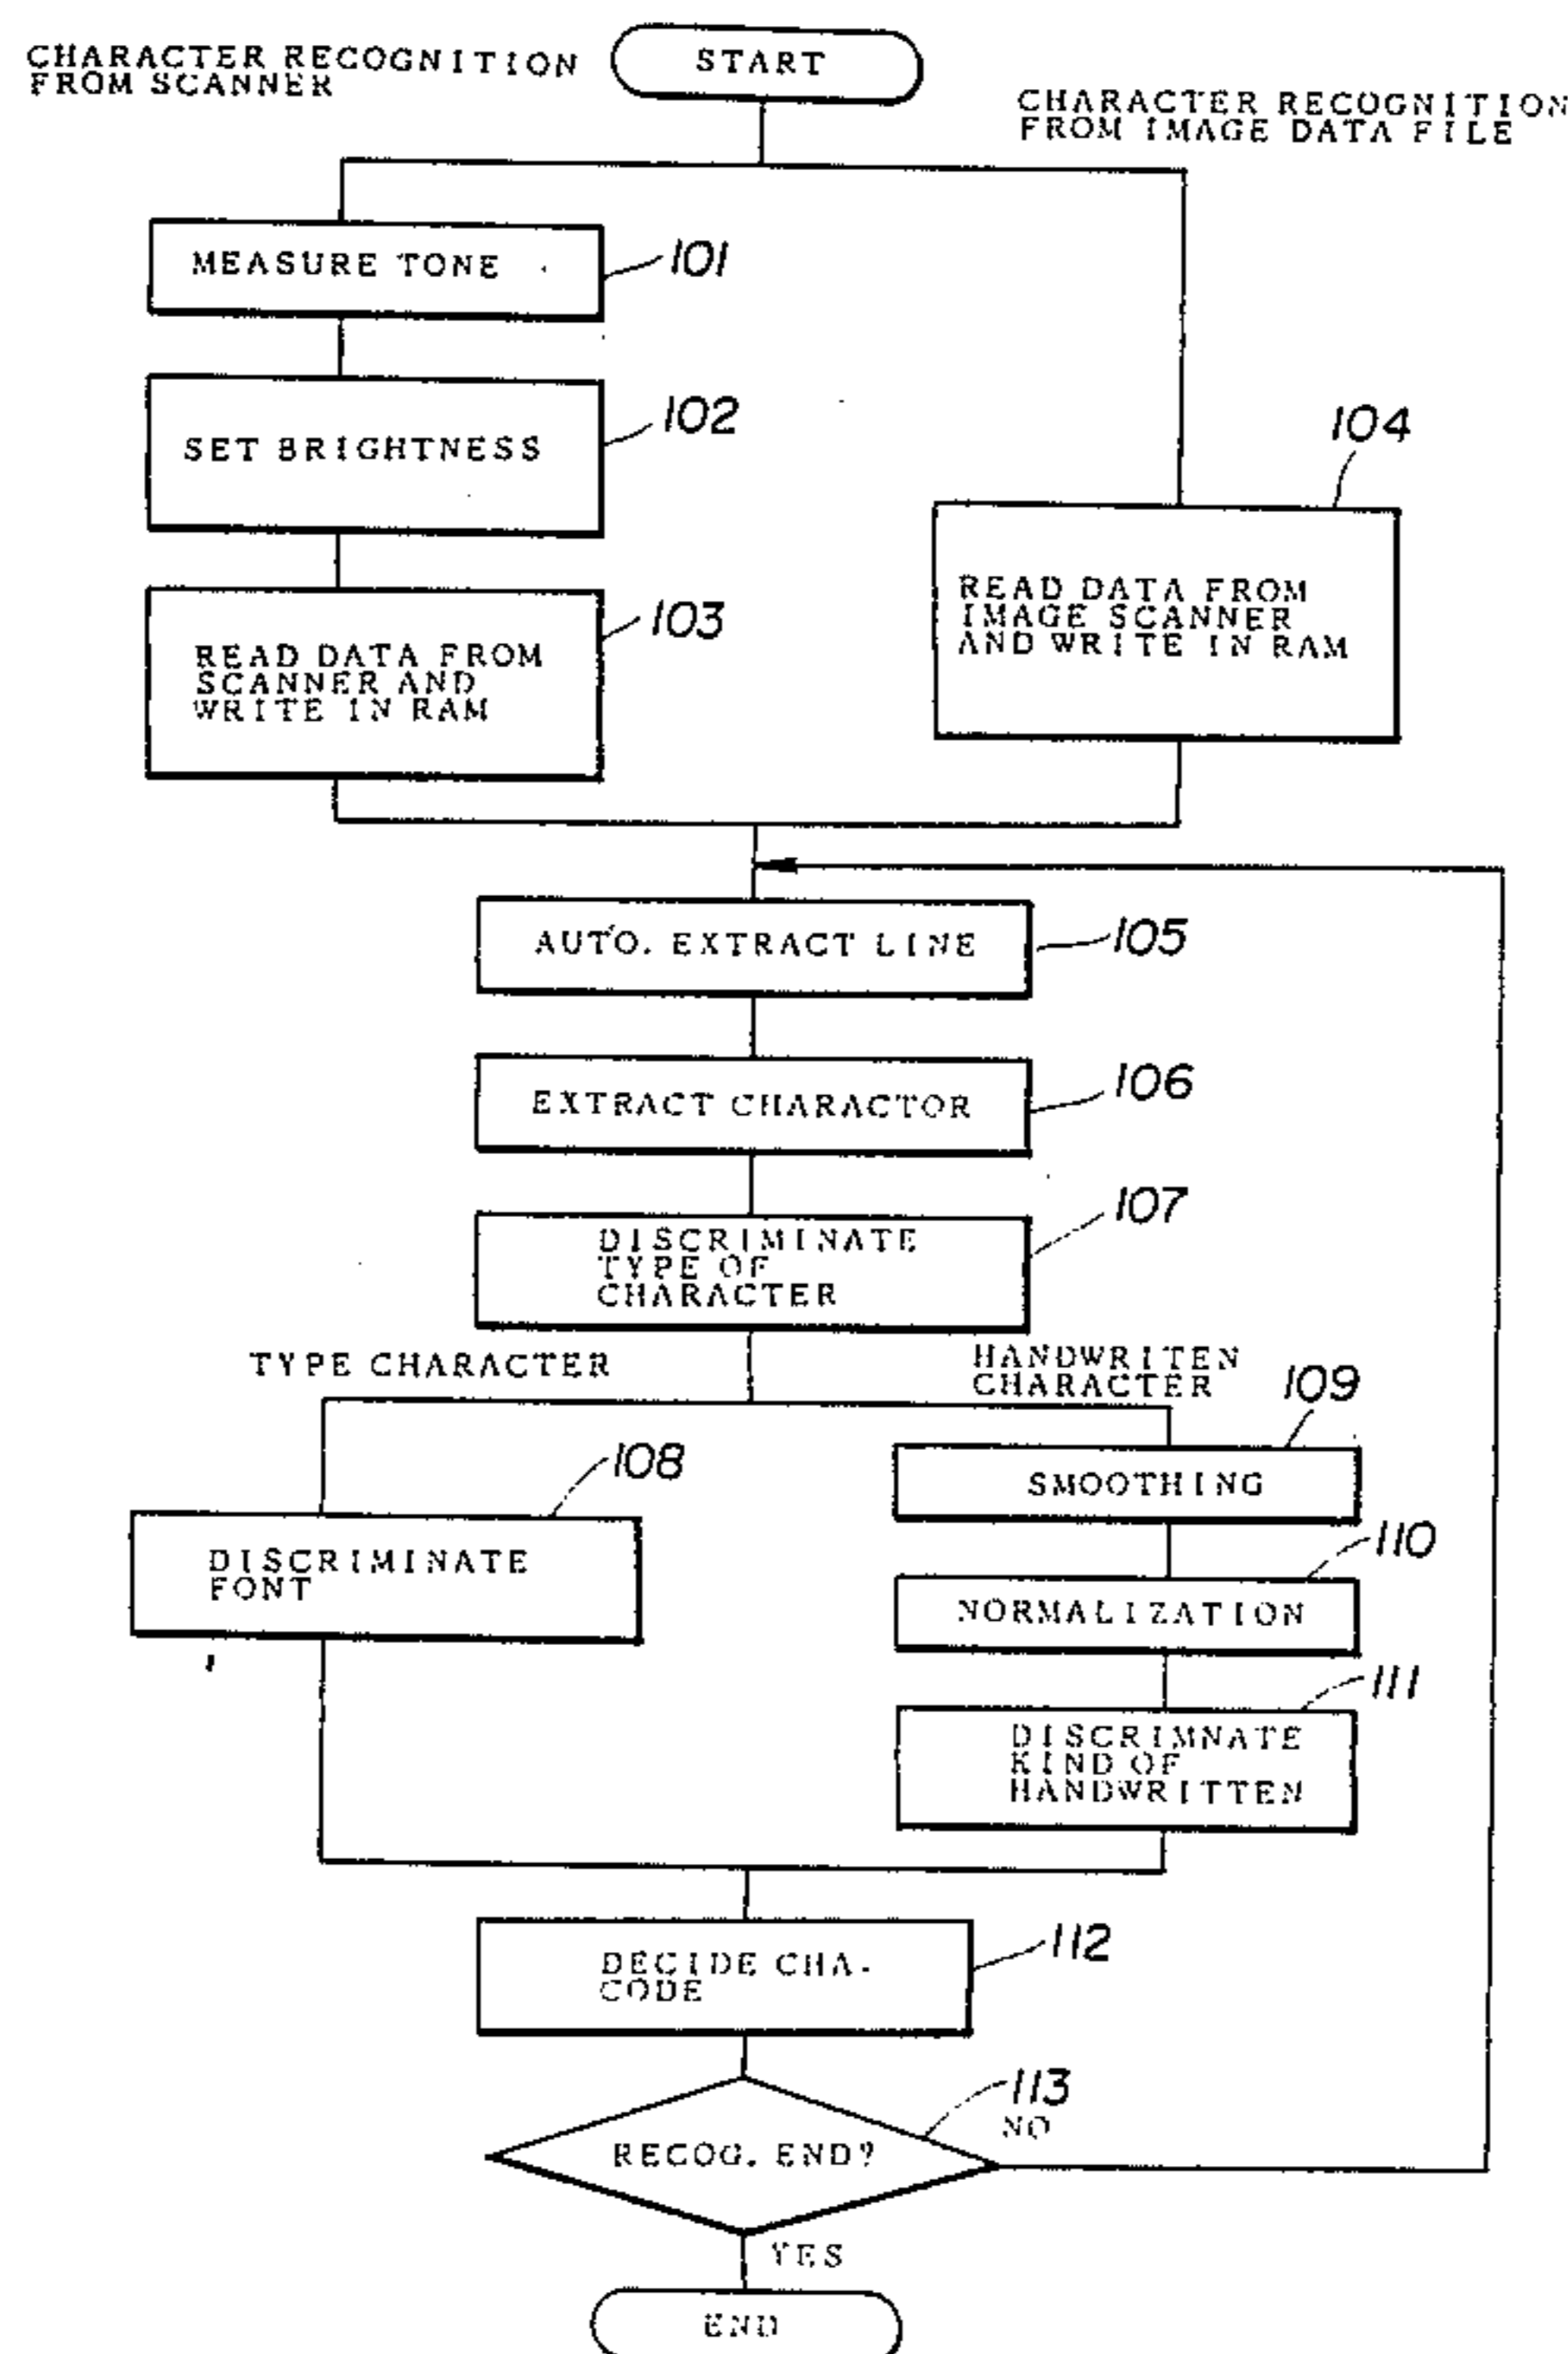 CHARACTER RECOGNITION
FROM SCANNER
START
CHARACTER RECOGNITION
FROM IMAGE DATA FILE
MEASURE TONE
101
SET BRIGHTNESS
102
READ DATA FROM
SCANNER AND
WRITE IN RAM
103
104
READ DATA FROM
IMAGE SCANNER
AND WRITE IN RAM
AUTO. EXTRACT LINE
105
EXTRACT CHARACTOR
106
DISCRIMINATE
TYPE OF
CHARACTER
107
TYPE CHARACTER
HANDWRITEN
CHARACTER
108
DISCRIMINATE
FONT
109
SMOOTHING
110
NORMALIZATION
111
DISCRIMNATE
KIND OF
HANDWRITTEN
DECIDE CHA.
CODE
112
RECOG. END?
113
NO
YES
END